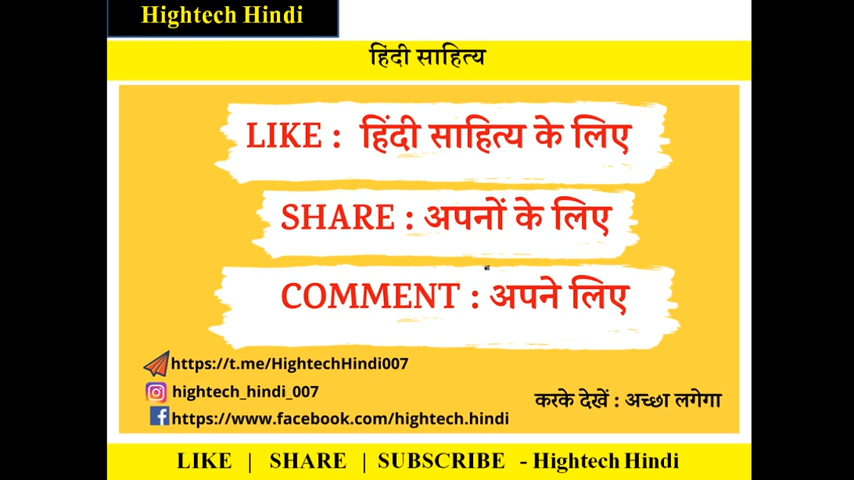 Hightech Hindi
हिंदी साहित्य
LIKE : हिंदी साहित्य के लिए
SHARE : अपनों के लिए
COMMENT : अपने लिए
https://t.me/HightechHindi007
hightech_hindi_007
https://www.facebook.com/hightech.hindi
करके देखें : अच्छा लगेगा
LIKE | SHARE | SUBSCRIBE - Hightech Hindi